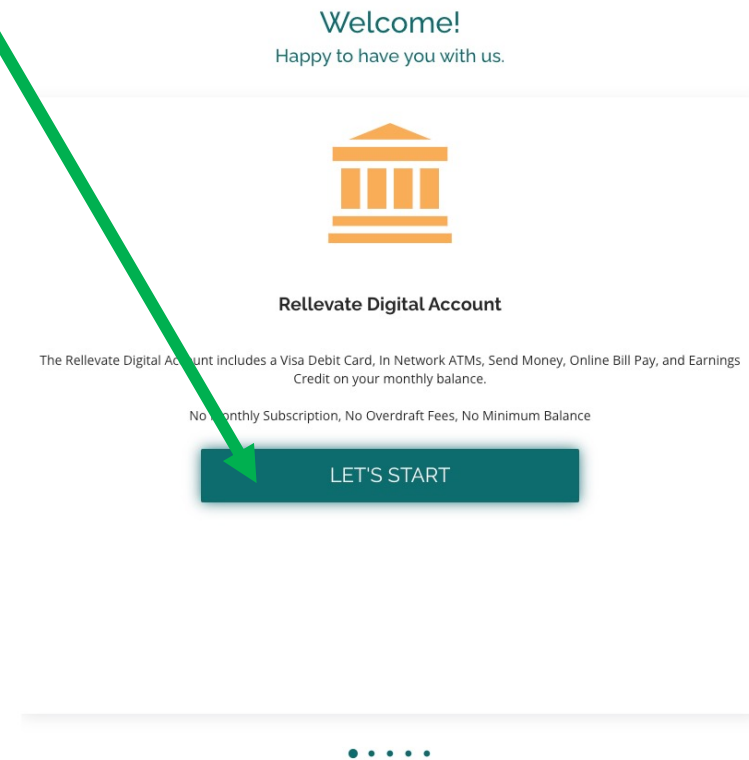 Welcome!
Happy to have you with us.
Rellevate Digital Account
The Rellevate Digital Account includes a Visa Debit Card, In Network ATMs, Send Money, Online Bill Pay, and Earnings
Credit on your monthly balance.
No Monthly Subscription, No Overdraft Fees, No Minimum Balance
LET'S START